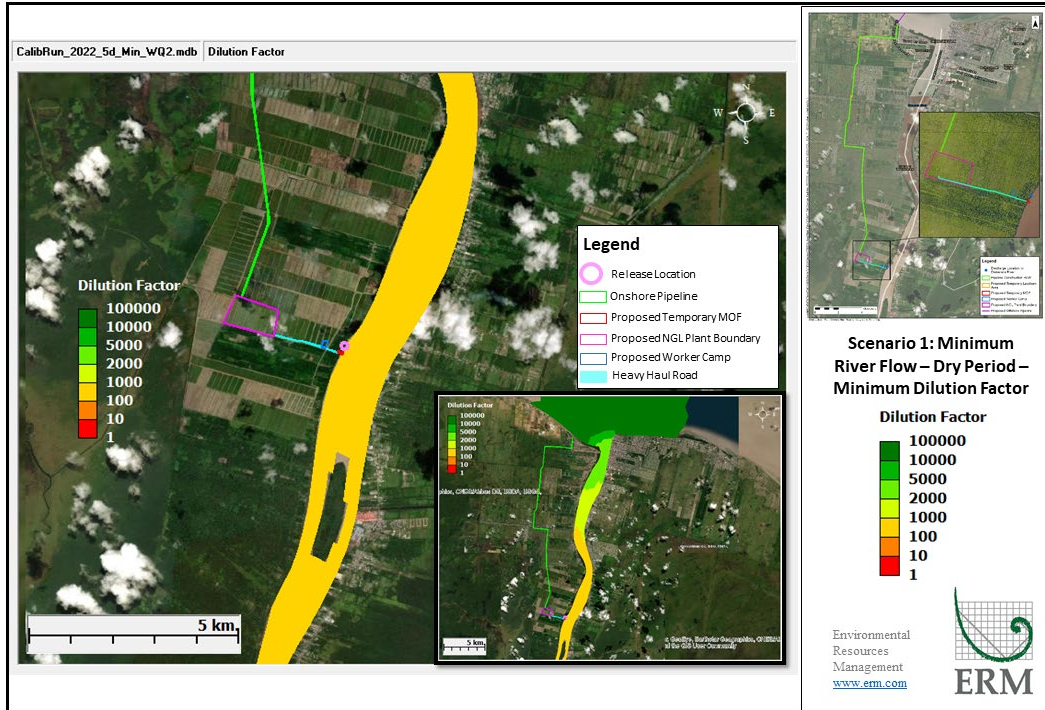 CalibRun_2022_5d_Min_WQ2.mdb Dilution Factor
N
W E
S
Dilution Factor
100000
10000
5000
2000
1000
100
10
1
Legend
Release Location
Onshore Pipeline
Proposed Temporary MOF
Proposed NGL Plant Boundary
Proposed Worker Camp
Heavy Haul Road
5 km.
Dilution Factor
100000
10000
5000
2000
1000
100
10
1
5 km.
Legend
Scenario 1: Minimum
River Flow – Dry Period –
Minimum Dilution Factor
Dilution Factor
100000
10000
5000
2000
1000
100
10
1
Environmental
Resources
Management
www.erm.com
ERM